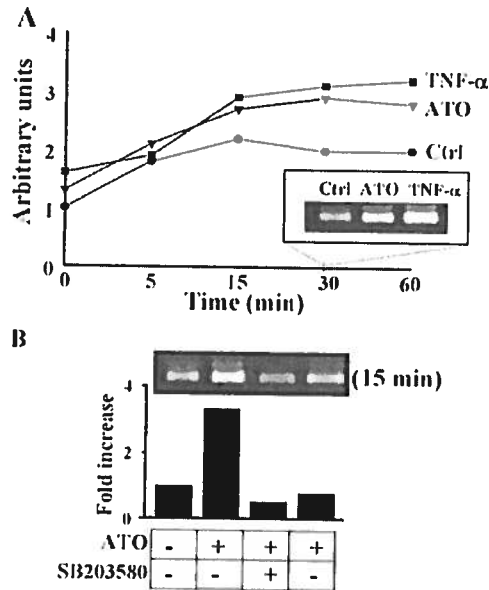 A
Arbitrary units
4
3
2
1
0
TNF-α
ATO
Ctrl
Ctrl ATO TNF-α
0 5 15 30 60
Time (min)
B
(15 min)
Fold increase
4
2
0
ATO - + + +
SB203580 - - + -